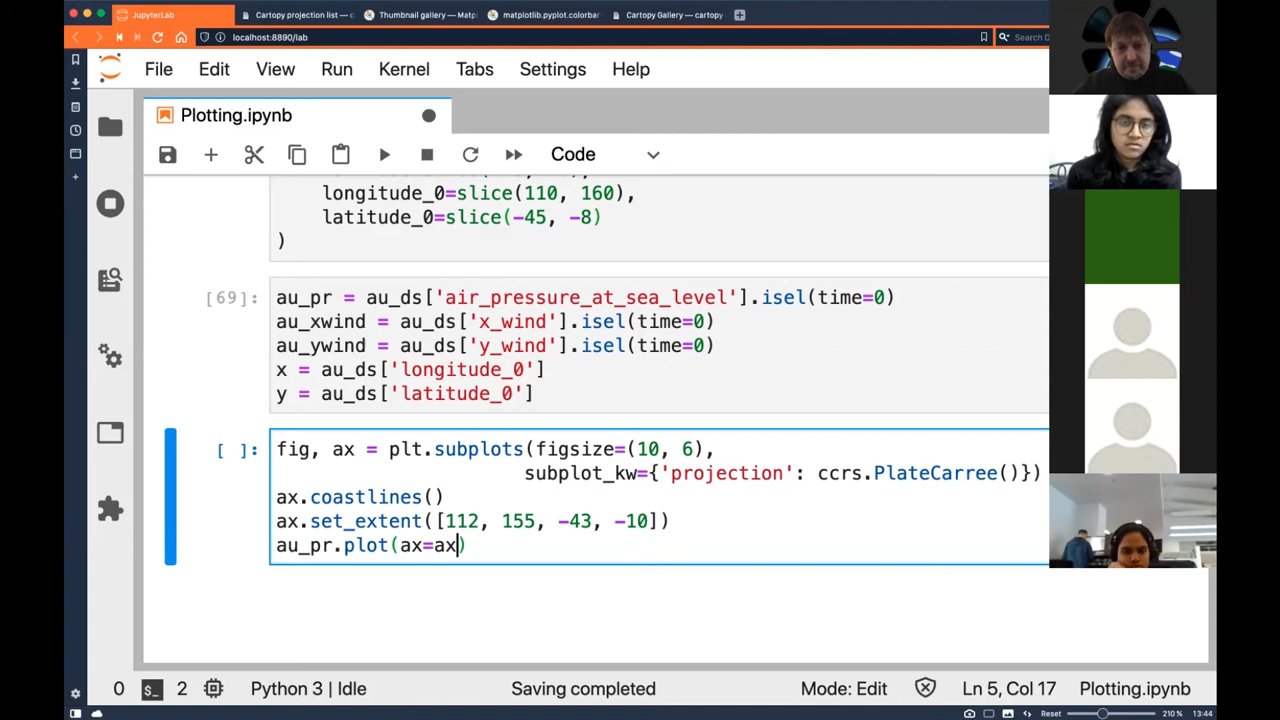 JupyterLab
Cartopy projection list — c
Thumbnail gallery — Matp
matplotlib.pyplot.colorbar
Cartopy Gallery — cartopy
localhost:8890/lab
Search D
File Edit View Run Kernel Tabs Settings Help
Plotting.ipynb
Code
longitude_0=slice(110, 160),
latitude_0=slice(-45, -8)
)
[69]:
au_pr = au_ds['air_pressure_at_sea_level'].isel(time=0)
au_xwind = au_ds['x_wind'].isel(time=0)
au_ywind = au_ds['y_wind'].isel(time=0)
x = au_ds['longitude_0']
y = au_ds['latitude_0']
[ ]:
fig, ax = plt.subplots(figsize=(10, 6),
subplot_kw={'projection': ccrs.PlateCarree()})
ax.coastlines()
ax.set_extent([112, 155, -43, -10])
au_pr.plot(ax=ax)
0 2 Python 3 | Idle Saving completed Mode: Edit Ln 5, Col 17 Plotting.ipynb
Reset 210 % 13:44